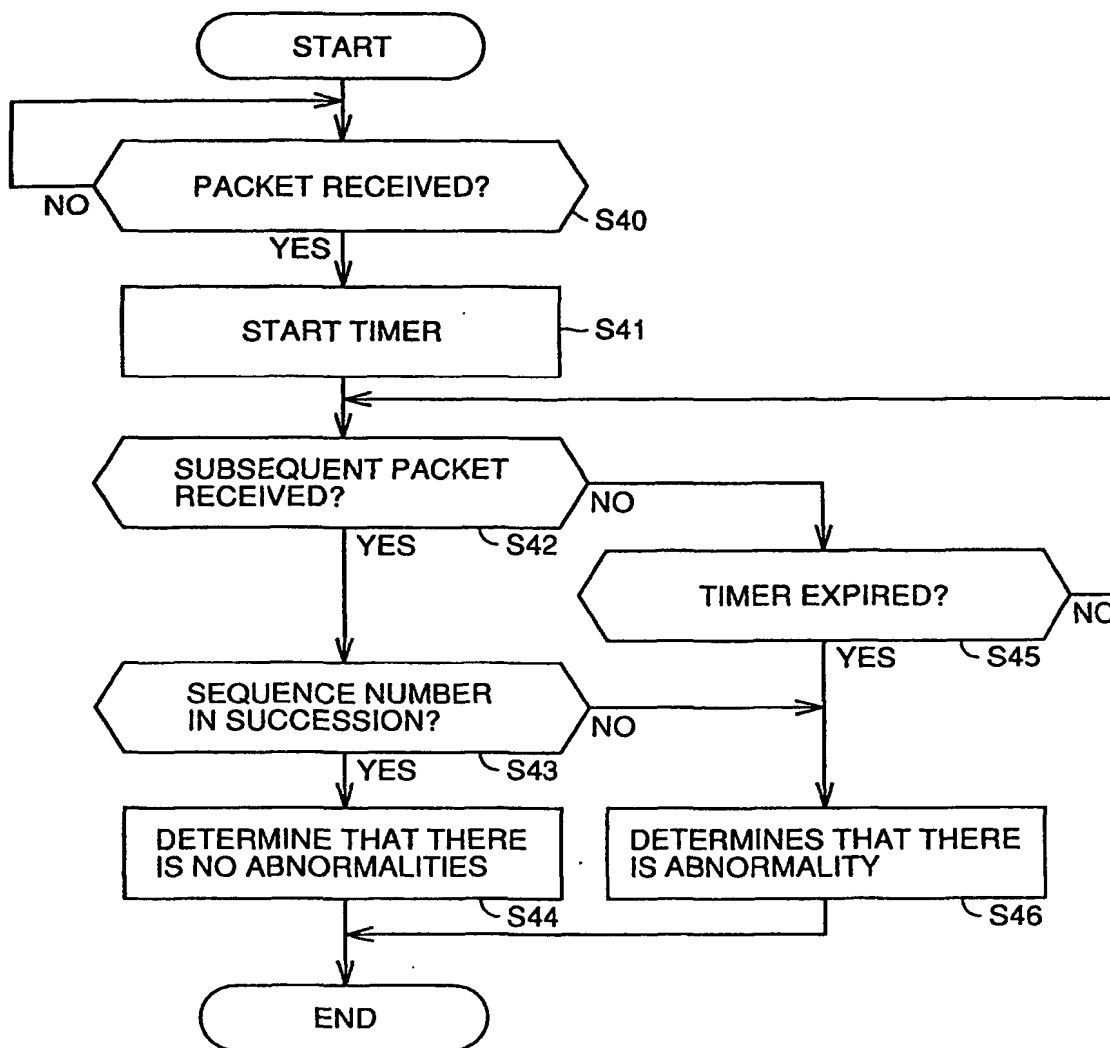 START
PACKET RECEIVED?
NO
S40
YES
START TIMER
S41
SUBSEQUENT PACKET
RECEIVED?
NO
YES
S42
TIMER EXPIRED?
NO
YES
S45
SEQUENCE NUMBER
IN SUCCESSION?
NO
YES
S43
DETERMINE THAT THERE
IS NO ABNORMALITIES
S44
DETERMINES THAT THERE
IS ABNORMALITY
S46
END